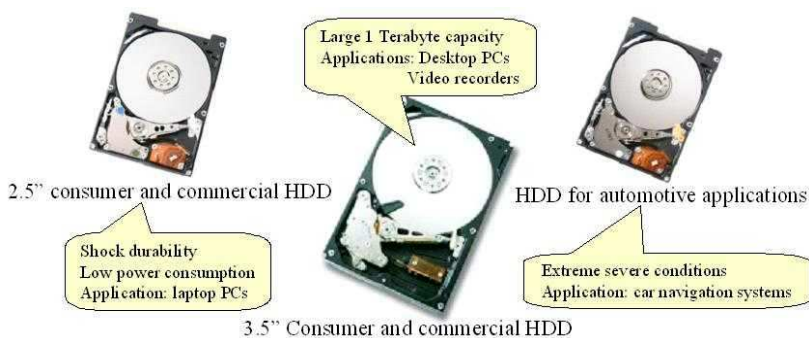 Large 1 Terabyte capacity
Applications: Desktop PCs
Video recorders
2.5” consumer and commercial HDD
HDD for automotive applications
Shock durability
Low power consumption
Application: laptop PCs
Extreme severe conditions
Application: car navigation systems
3.5” Consumer and commercial HDD